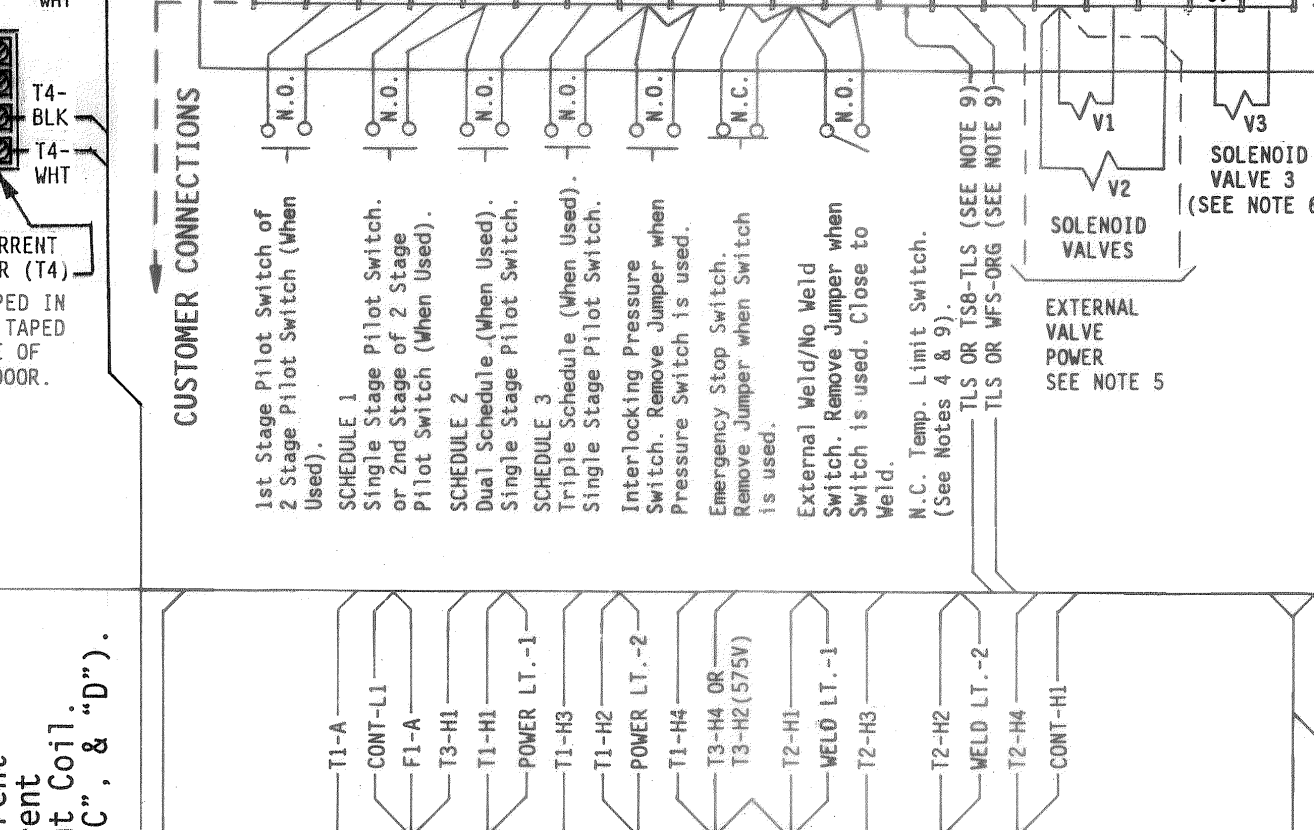 WHT
T4-
BLK
T4-
WHT
RRENT
R (T4)
PED IN
TAPED
E OF
DOOR.
CUSTOMER CONNECTIONS
N.O.
N.O.
N.O.
N.O.
N.O.
N.C.
N.O.
1st Stage Pilot Switch of
2 Stage Pilot Switch (When
Used).
SCHEDULE 1
Single Stage Pilot Switch.
or 2nd Stage of 2 Stage
Pilot Switch (When Used).
SCHEDULE 2
Dual Schedule (When Used).
Single Stage Pilot Switch.
SCHEDULE 3
Triple Schedule (When Used).
Single Stage Pilot Switch.
Interlocking Pressure
Switch. Remove Jumper when
Pressure Switch is used.
Emergency Stop Switch.
Remove Jumper when Switch
is used.
External Weld/No Weld
Switch. Remove Jumper when
Switch is used. Close to
Weld.
N.C. Temp. Limit Switch.
(See Notes 4 & 9).
TLS OR TS8-TLS (SEE NOTE 9)
TLS OR WFS-ORG (SEE NOTE 9)
V1
V2
SOLENOID
VALVES
V3
SOLENOID
VALVE 3
(SEE NOTE 6
EXTERNAL
VALVE
POWER
SEE NOTE 5
T1-A
CONT-L1
F1-A
T3-H1
T1-H1
POWER LT.-1
T1-H3
T1-H2
POWER LT.-2
T1-H4
T3-H4 OR
T3-H2(575V)
T2-H1
WELD LT.-1
T2-H3
T2-H2
WELD LT.-2
T2-H4
CONT-H1
rent
ent
t Coil.
C", & "D").